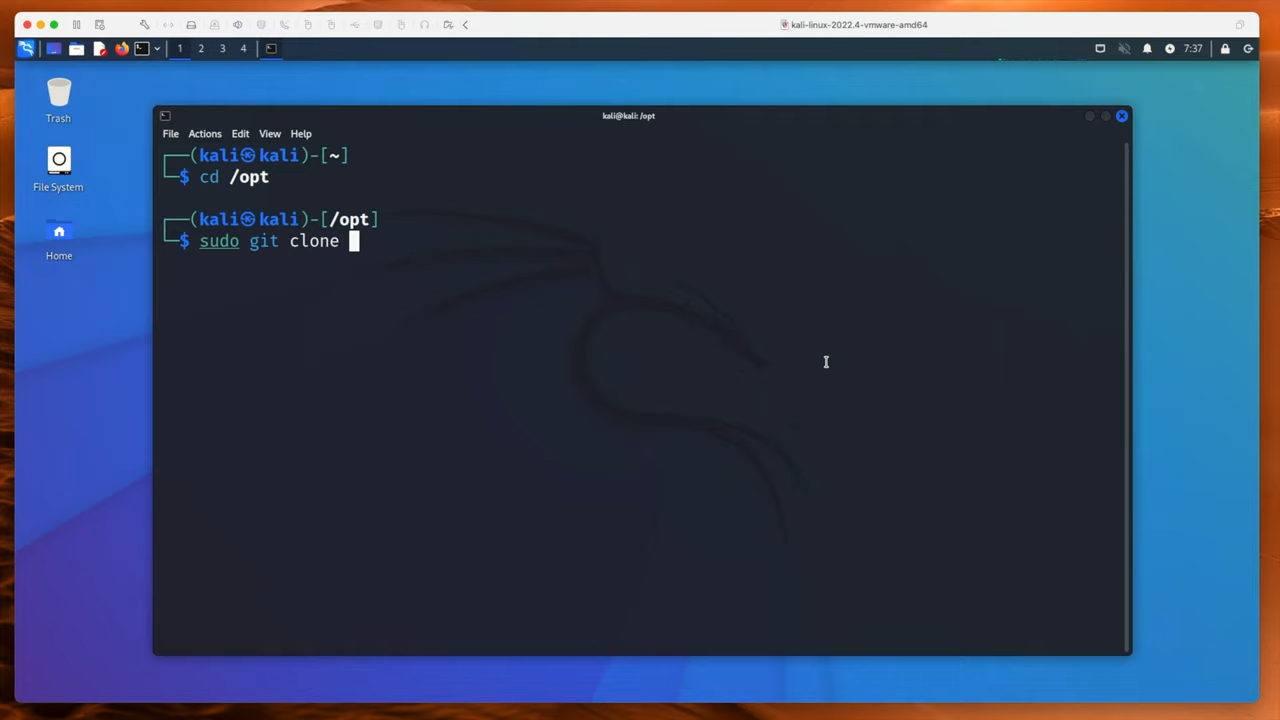 kali-linux-2022.4-vmware-amd64
1 2 3 4
7:37
Trash
File System
Home
kali@kali: /opt
File Actions Edit View Help
┌──(kali㉿kali)-[~]
└─$ cd /opt
┌──(kali㉿kali)-[/opt]
└─$ sudo git clone